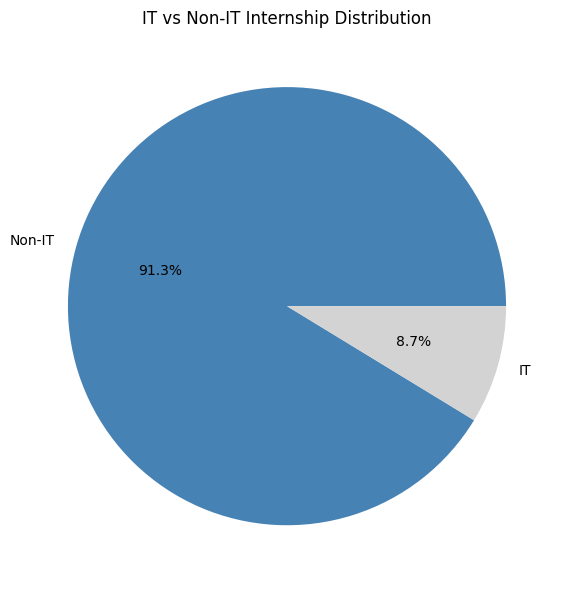 IT vs Non-IT Internship Distribution
Non-IT
91.3%
8.7%
IT